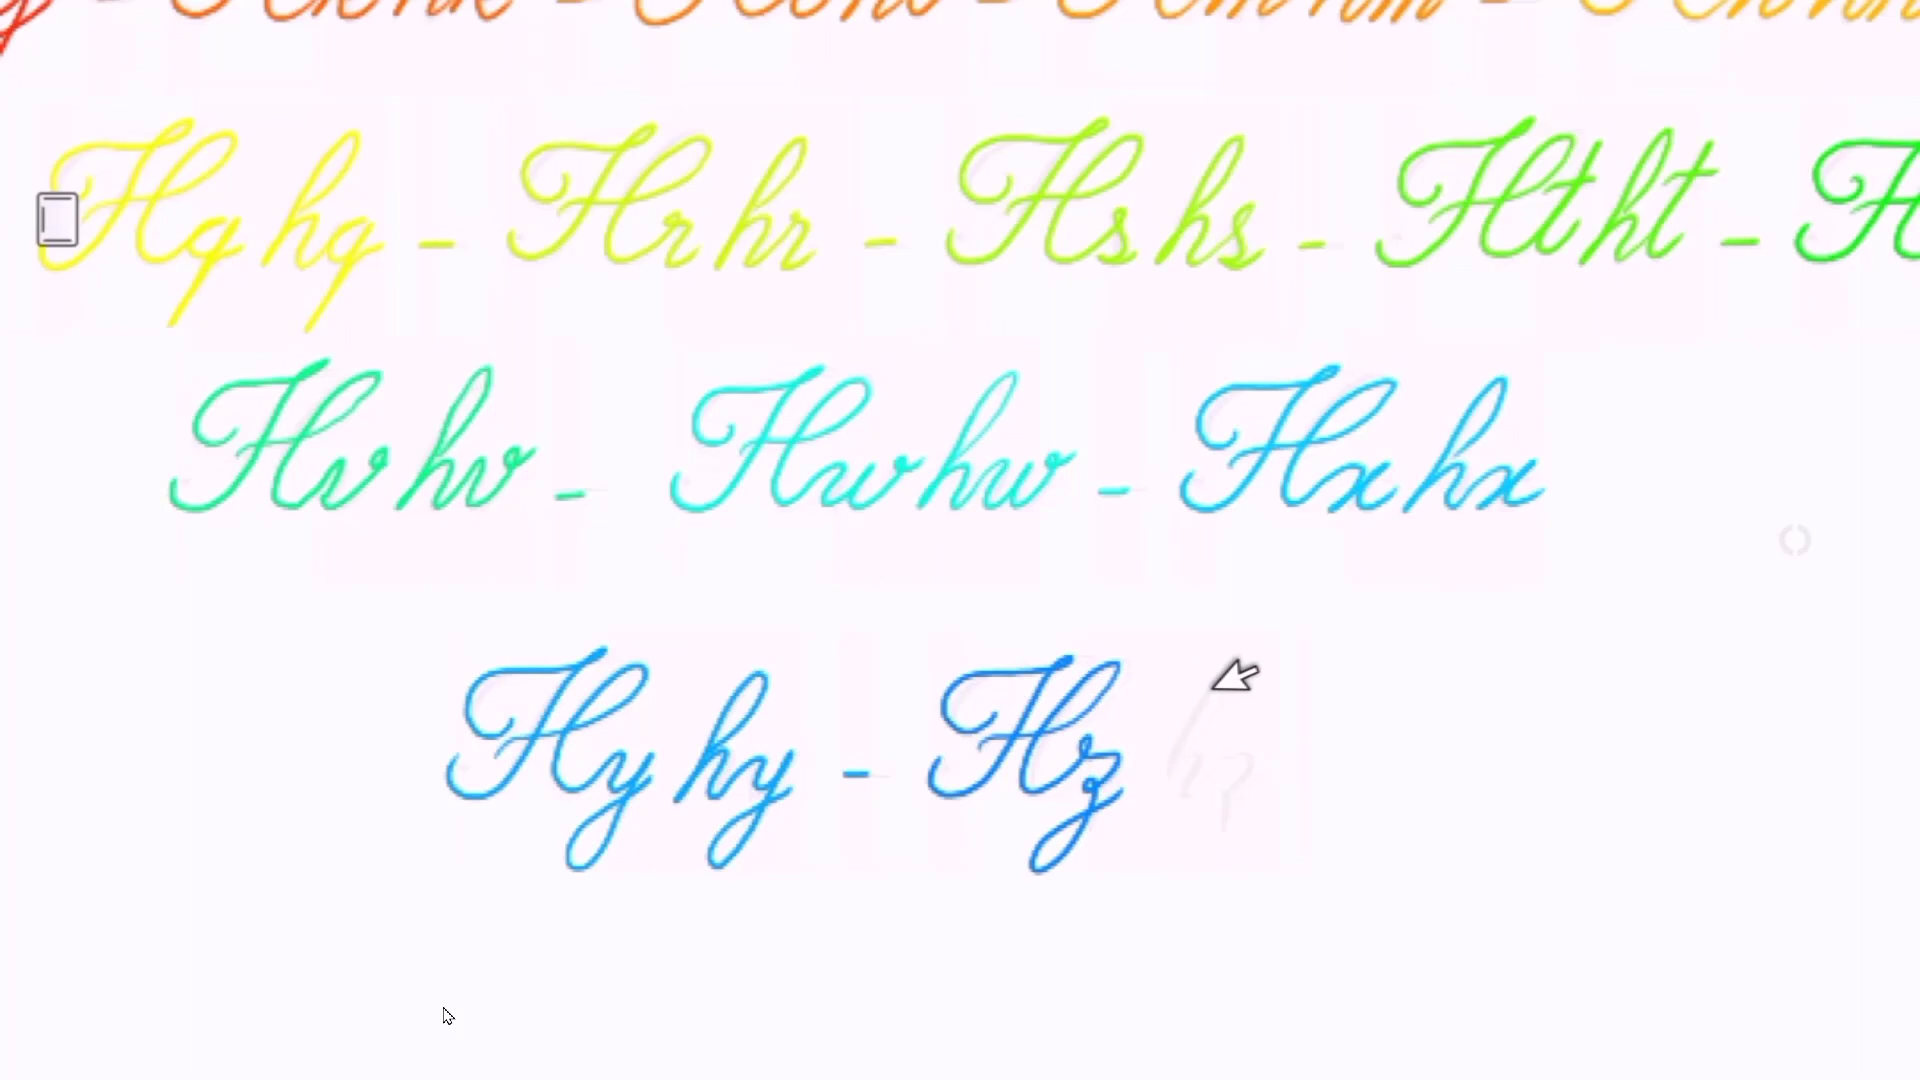 Hq hq - Hr hr - Hs hs - Ht ht - H
Hv hv - Hw hw - Hx hx
Hy hy - Hz